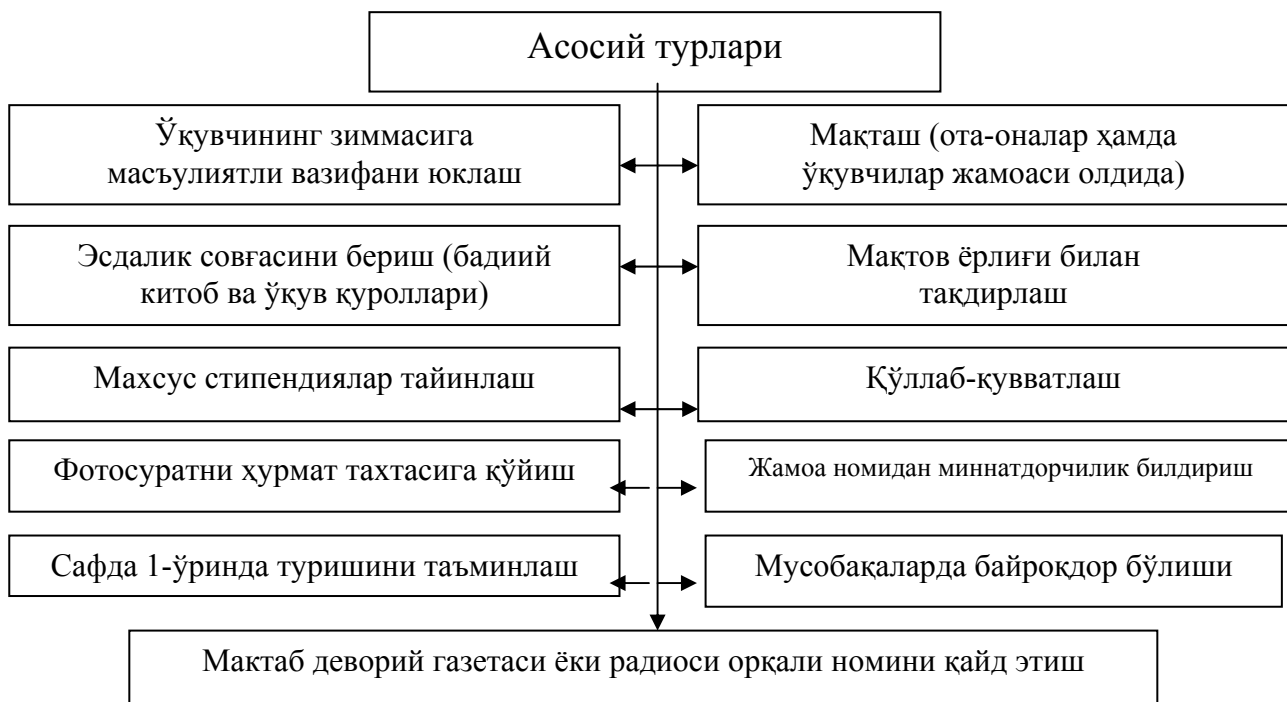 Асосий турлари
Ўқувчининг зиммасига
масъулиятли вазифани юклаш
Мақташ (ота-оналар ҳамда
ўқувчилар жамоаси олдида)
Эсдалик совғасини бериш (бадиий
китоб ва ўқув қуроллари)
Мақтов ёрлиғи билан
тақдирлаш
Махсус стипендиялар тайинлаш
Қўллаб-қувватлаш
Фотосуратни ҳурмат тахтасига қўйиш
Жамоа номидан миннатдорчилик билдириш
Сафда 1-ўринда туришини таъминлаш
Мусобақаларда байроқдор бўлиши
Мактаб деворий газетаси ёки радиоси орқали номини қайд этиш